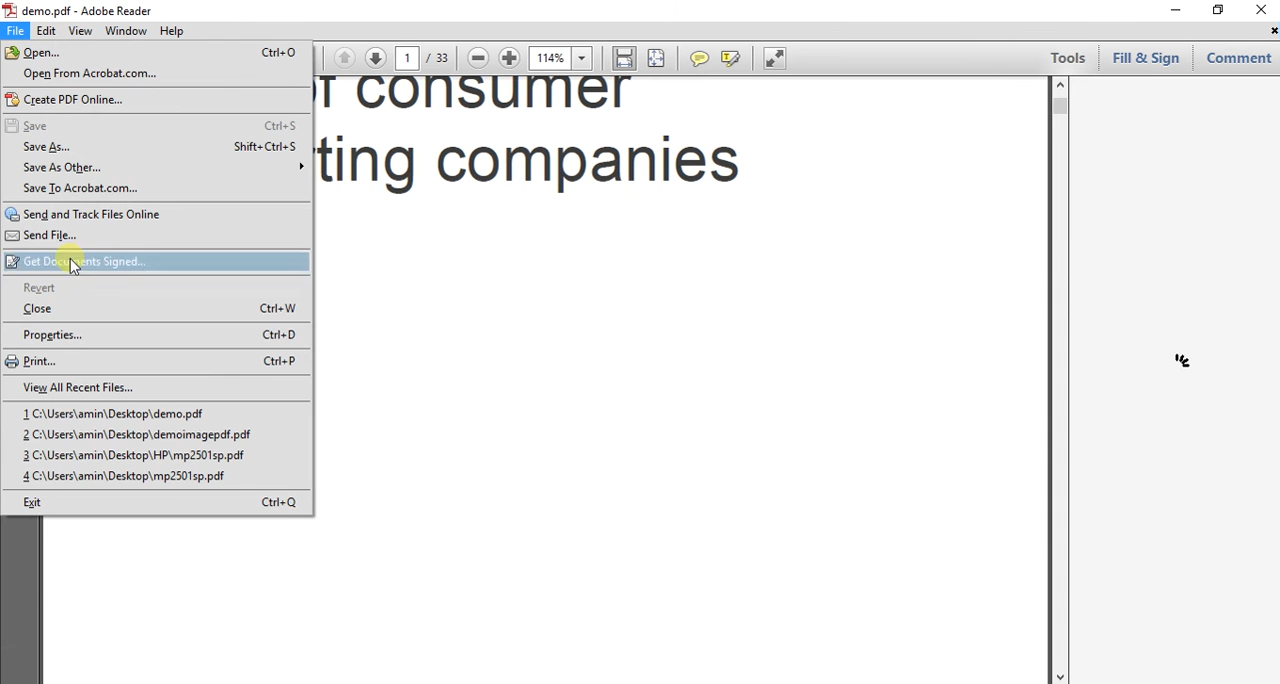 demo.pdf - Adobe Reader
File Edit View Window Help
Open... Ctrl+O
Open From Acrobat.com...
Create PDF Online...
Save Ctrl+S
Save As... Shift+Ctrl+S
Save As Other...
Save To Acrobat.com...
Send and Track Files Online
Send File...
Get Documents Signed...
Revert
Close Ctrl+W
Properties... Ctrl+D
Print... Ctrl+P
View All Recent Files...
1 C:\Users\amin\Desktop\demo.pdf
2 C:\Users\amin\Desktop\demoimagepdf.pdf
3 C:\Users\amin\Desktop\HP\mp2501sp.pdf
4 C:\Users\amin\Desktop\mp2501sp.pdf
Exit Ctrl+Q
1 / 33 114% Tools Fill & Sign Comment
of consumer
rting companies